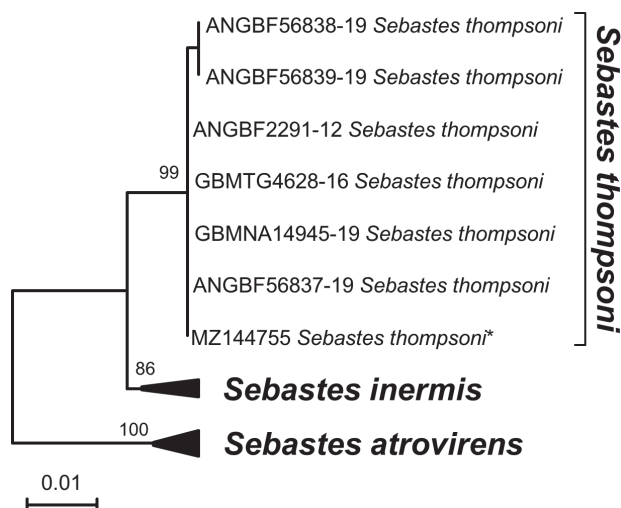 ANGBF56838-19 Sebastes thompsoni
ANGBF56839-19 Sebastes thompsoni
ANGBF2291-12 Sebastes thompsoni
99
GBMTG4628-16 Sebastes thompsoni
GBMNA14945-19 Sebastes thompsoni
ANGBF56837-19 Sebastes thompsoni
MZ144755 Sebastes thompsoni*
Sebastes thompsoni
86
Sebastes inermis
100
Sebastes atrovirens
0.01